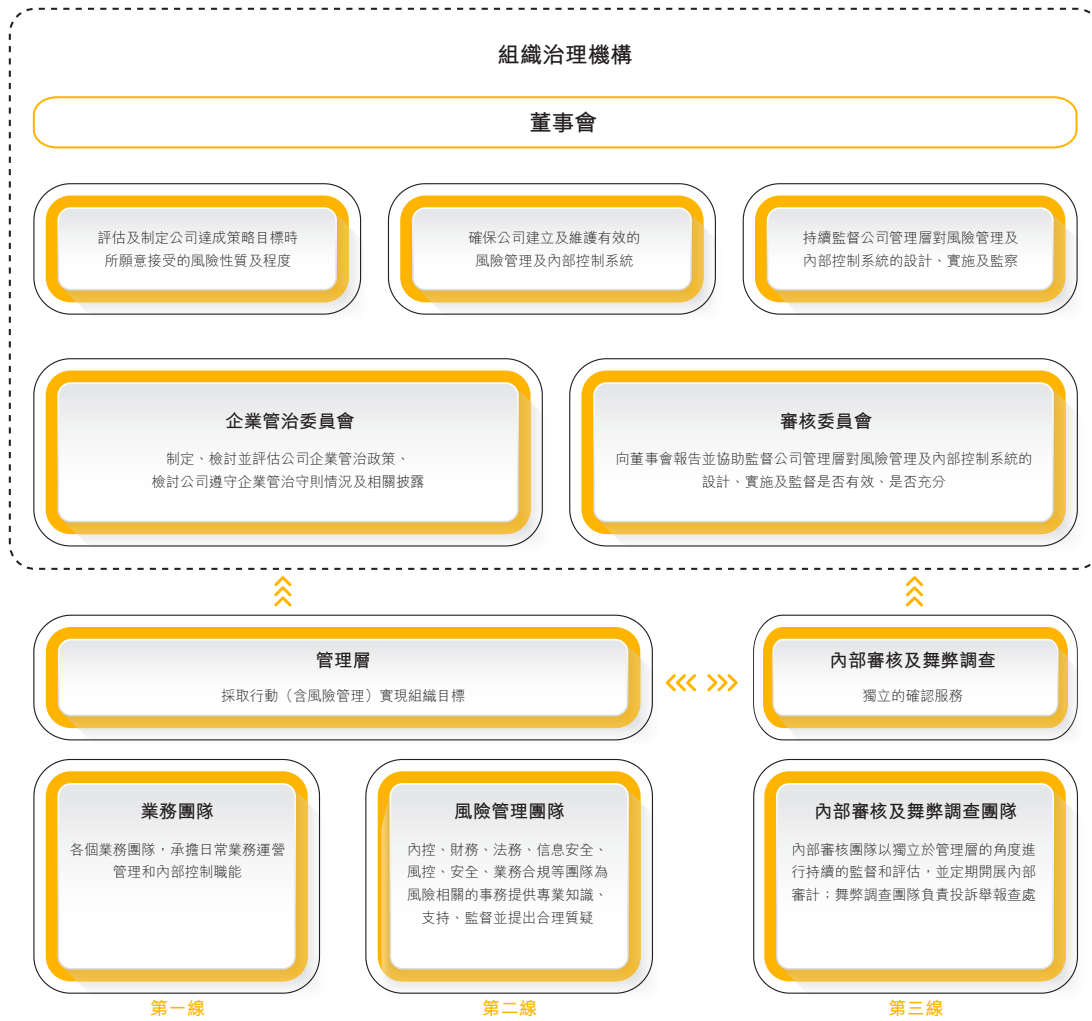 組織治理機構
董事會
評估及制定公司達成策略目標時
所願意接受的風險性質及程度
確保公司建立及維護有效的
風險管理及內部控制系統
持續監督公司管理層對風險管理及
內部控制系統的設計、實施及監察
企業管治委員會
制定、檢討並評估公司企業管治政策、
檢討公司遵守企業管治守則情況及相關披露
審核委員會
向董事會報告並協助監督公司管理層對風險管理及內部控制系統的
設計、實施及監督是否有效、是否充分
管理層
採取行動（含風險管理）實現組織目標
內部審核及舞弊調查
獨立的確認服務
業務團隊
各個業務團隊，承擔日常業務運營
管理和內部控制職能
風險管理團隊
內控、財務、法務、信息安全、
風控、安全、業務合規等團隊為
風險相關的事務提供專業知識、
支持、監督並提出合理質疑
內部審核及舞弊調查團隊
內部審核團隊以獨立於管理層的角度進
行持續的監督和評估，並定期開展內部
審計；舞弊調查團隊負責投訴舉報查處
第一線
第二線
第三線